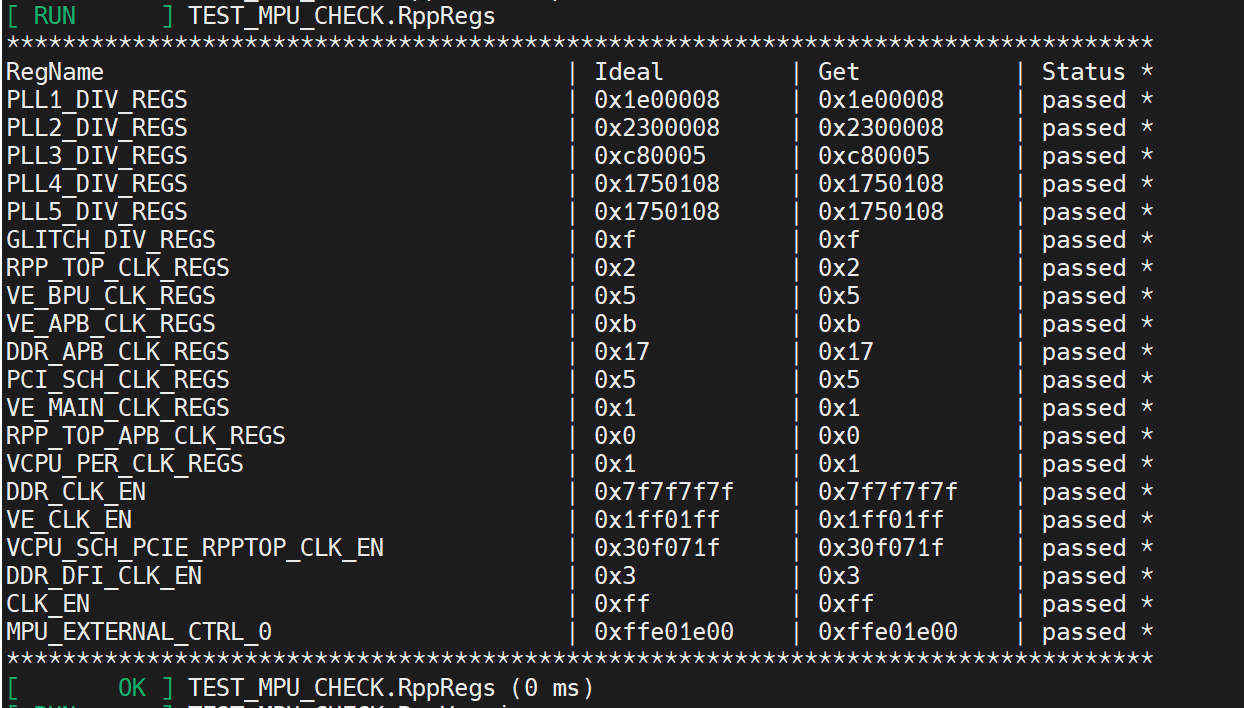 [ RUN      ] TEST_MPU_CHECK.RppRegs
**********************************************************************************
RegName                                 | Ideal         | Get           | Status *
PLL1_DIV_REGS                           | 0x1e00008     | 0x1e00008     | passed *
PLL2_DIV_REGS                           | 0x2300008     | 0x2300008     | passed *
PLL3_DIV_REGS                           | 0xc80005      | 0xc80005      | passed *
PLL4_DIV_REGS                           | 0x1750108     | 0x1750108     | passed *
PLL5_DIV_REGS                           | 0x1750108     | 0x1750108     | passed *
GLITCH_DIV_REGS                         | 0xf           | 0xf           | passed *
RPP_TOP_CLK_REGS                        | 0x2           | 0x2           | passed *
VE_BPU_CLK_REGS                         | 0x5           | 0x5           | passed *
VE_APB_CLK_REGS                         | 0xb           | 0xb           | passed *
DDR_APB_CLK_REGS                        | 0x17          | 0x17          | passed *
PCI_SCH_CLK_REGS                        | 0x5           | 0x5           | passed *
VE_MAIN_CLK_REGS                        | 0x1           | 0x1           | passed *
RPP_TOP_APB_CLK_REGS                    | 0x0           | 0x0           | passed *
VCPU_PER_CLK_REGS                       | 0x1           | 0x1           | passed *
DDR_CLK_EN                              | 0x7f7f7f7f    | 0x7f7f7f7f    | passed *
VE_CLK_EN                               | 0x1ff01ff     | 0x1ff01ff     | passed *
VCPU_SCH_PCIE_RPPTOP_CLK_EN             | 0x30f071f     | 0x30f071f     | passed *
DDR_DFI_CLK_EN                          | 0x3           | 0x3           | passed *
CLK_EN                                  | 0xff          | 0xff          | passed *
MPU_EXTERNAL_CTRL_0                     | 0xffe01e00    | 0xffe01e00    | passed *
**********************************************************************************
[       OK ] TEST_MPU_CHECK.RppRegs (0 ms)